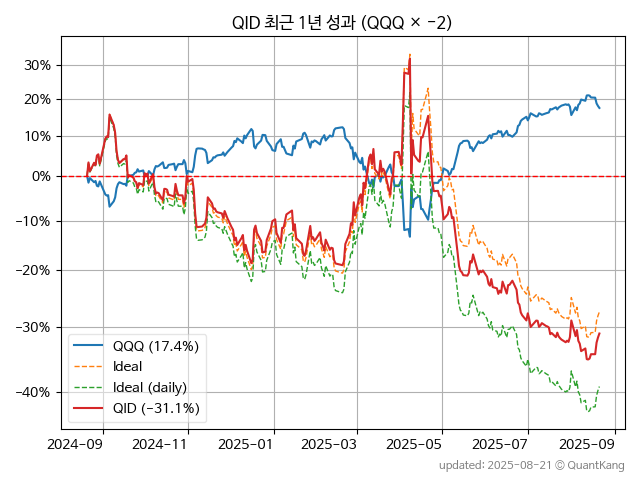 QID 최근 1년 성과 (QQQ × −2)
30%
20%
10%
0%
−10%
−20%
−30%
−40%
QQQ (17.4%)
Ideal
Ideal (daily)
QID (−31.1%)
2024−09 2024−11 2025−01 2025−03 2025−05 2025−07 2025−09
updated: 2025-08-21 © QuantKang